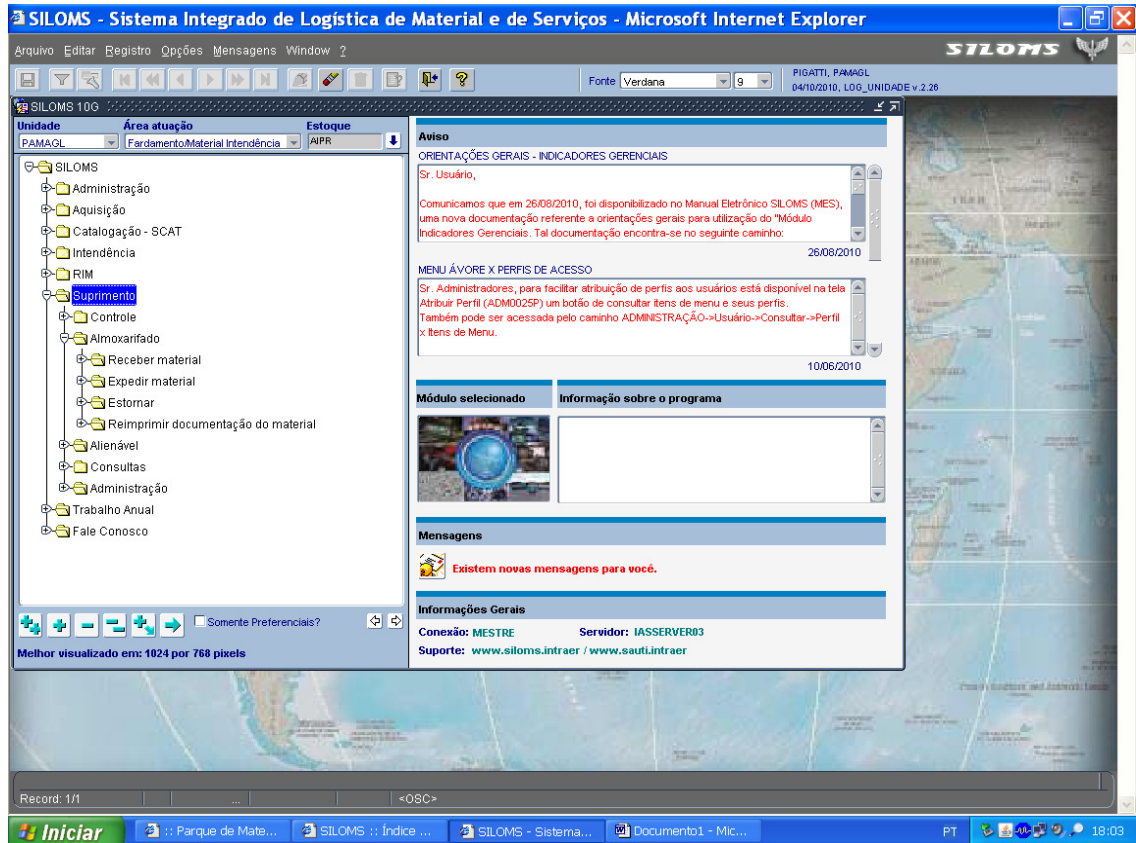 SILOMS - Sistema Integrado de Logística de Material e de Serviços - Microsoft Internet Explorer
Arquivo Editar Registro Opções Mensagens Window ?
SILOMS
Fonte Verdana 9
PIGATTI, PAMAGL
04/10/2010, LOG_UNIDADE v.2.26
SILOMS 10G
Unidade Área atuação Estoque
PAMAGL Fardamento/Material Intendência AIPR
SILOMS
Administração
Aquisição
Catalogação - SCAT
Intendência
RIM
Suprimento
Controle
Almoxarifado
Receber material
Expedir material
Estornar
Reimprimir documentação do material
Alienável
Consultas
Administração
Trabalho Anual
Fale Conosco
Somente Preferenciais?
Melhor visualizado em: 1024 por 768 pixels
Aviso
ORIENTAÇÕES GERAIS - INDICADORES GERENCIAIS
Sr. Usuário,
Comunicamos que em 26/08/2010, foi disponibilizado no Manual Eletrônico SILOMS (MES),
uma nova documentação referente a orientações gerais para utilização do "Módulo
Indicadores Gerenciais. Tal documentação encontra-se no seguinte caminho:
26/08/2010
MENU ÁVORE X PERFIS DE ACESSO
Sr. Administradores, para facilitar atribuição de perfis aos usuários está disponível na tela
Atribuir Perfil (ADM0025P) um botão de consultar itens de menu e seus perfis.
Também pode ser acessada pelo caminho ADMINISTRAÇÃO->Usuário->Consultar->Perfil
x Itens de Menu.
10/06/2010
Módulo selecionado Informação sobre o programa
Mensagens
Existem novas mensagens para você.
Informações Gerais
Conexão: MESTRE Servidor: IASSERVER03
Suporte: www.siloms.intraer / www.sauti.intraer
Record: 1/1 ... <OSC>
Iniciar :: Parque de Mate... SILOMS :: Índice ... SILOMS - Sistema... Documento1 - Mic... PT 18:03